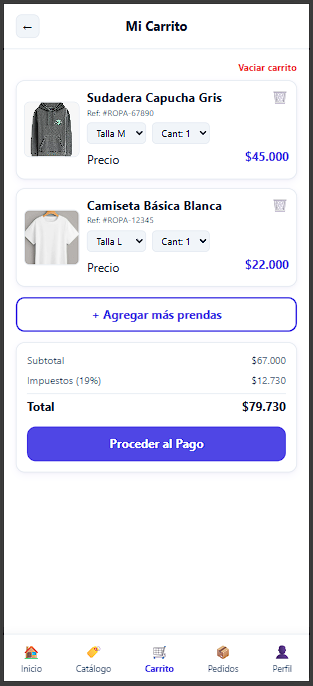 ← Mi Carrito
Vaciar carrito
Sudadera Capucha Gris
Ref: #ROPA-67890
Talla M Cant: 1
Precio $45.000
Camiseta Básica Blanca
Ref: #ROPA-12345
Talla L Cant: 1
Precio $22.000
+ Agregar más prendas
Subtotal $67.000
Impuestos (19%) $12.730
Total $79.730
Proceder al Pago
Inicio Catálogo Carrito Pedidos Perfil